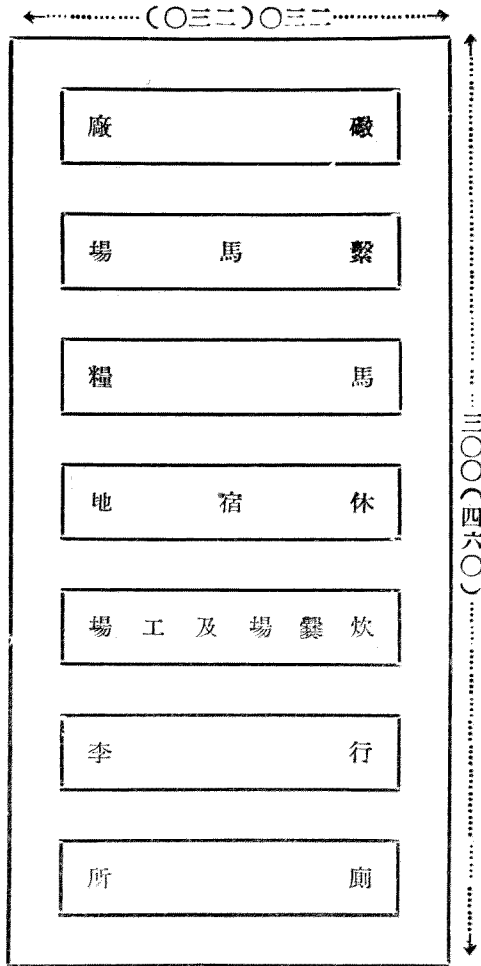 二三〇（二三〇）
三〇〇（四六〇）
礮廠
繫馬場
馬糧
休宿地
炊爨場及工場
行李
廁所